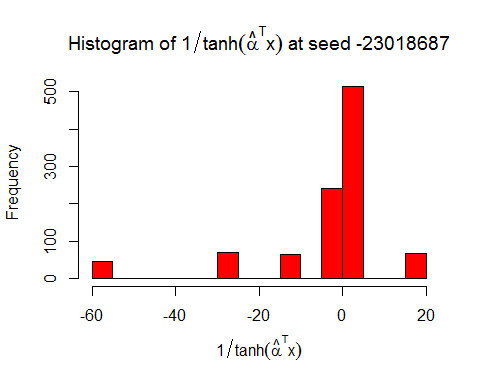 Histogram of 1/tanh(α̂ᵀx) at seed -23018687
Frequency
500
300
100
0
-60 -40 -20 0 20
1/tanh(α̂ᵀx)